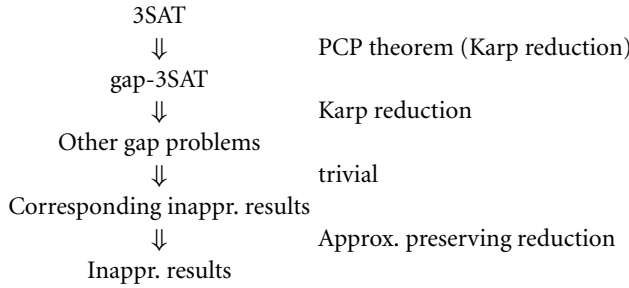 3SAT
⇓ PCP theorem (Karp reduction)
gap-3SAT
⇓ Karp reduction
Other gap problems
⇓ trivial
Corresponding inappr. results
⇓ Approx. preserving reduction
Inappr. results